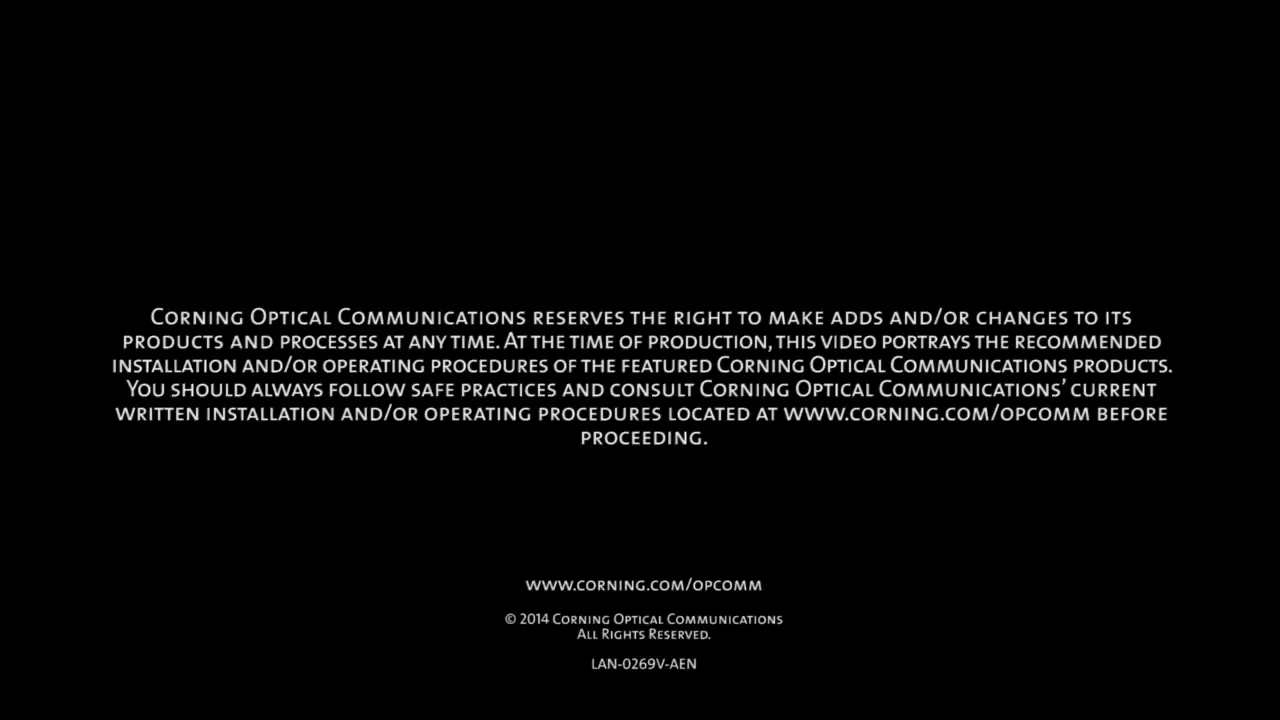 Corning Optical Communications reserves the right to make adds and/or changes to its
products and processes at any time. At the time of production, this video portrays the recommended
installation and/or operating procedures of the featured Corning Optical Communications products.
You should always follow safe practices and consult Corning Optical Communications’ current
written installation and/or operating procedures located at www.corning.com/opcomm before
proceeding.
www.corning.com/opcomm
© 2014 Corning Optical Communications
All Rights Reserved.
LAN-0269V-AEN